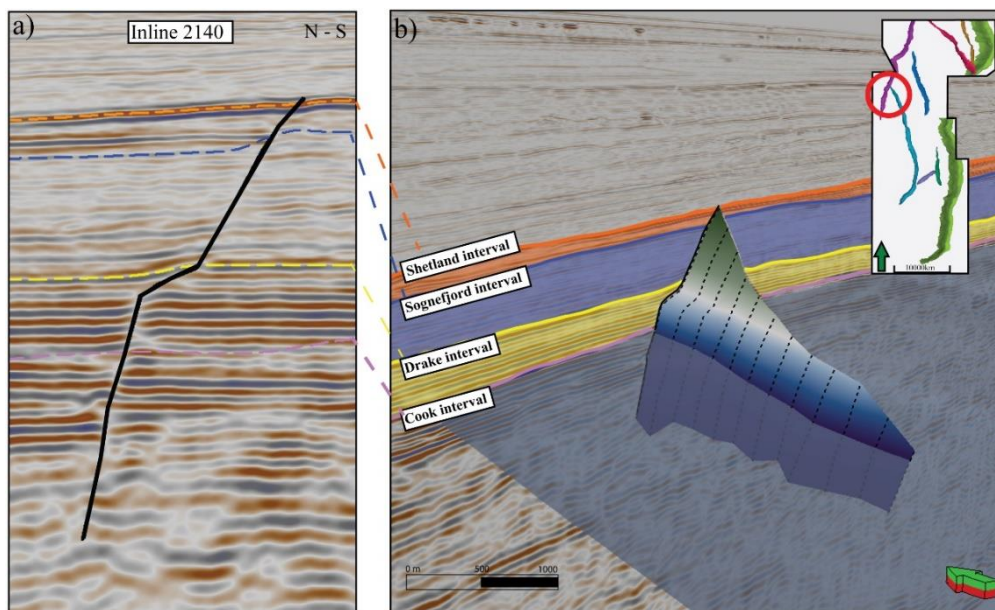 a)
Inline 2140
N - S
b)
10000km
Shetland interval
Sognefjord interval
Drake interval
Cook interval
0 m 500 1000